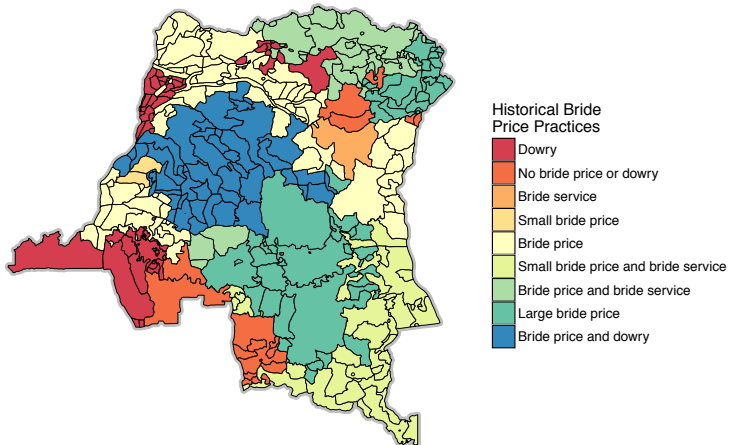 Historical Bride
Price Practices
Dowry
No bride price or dowry
Bride service
Small bride price
Bride price
Small bride price and bride service
Bride price and bride service
Large bride price
Bride price and dowry